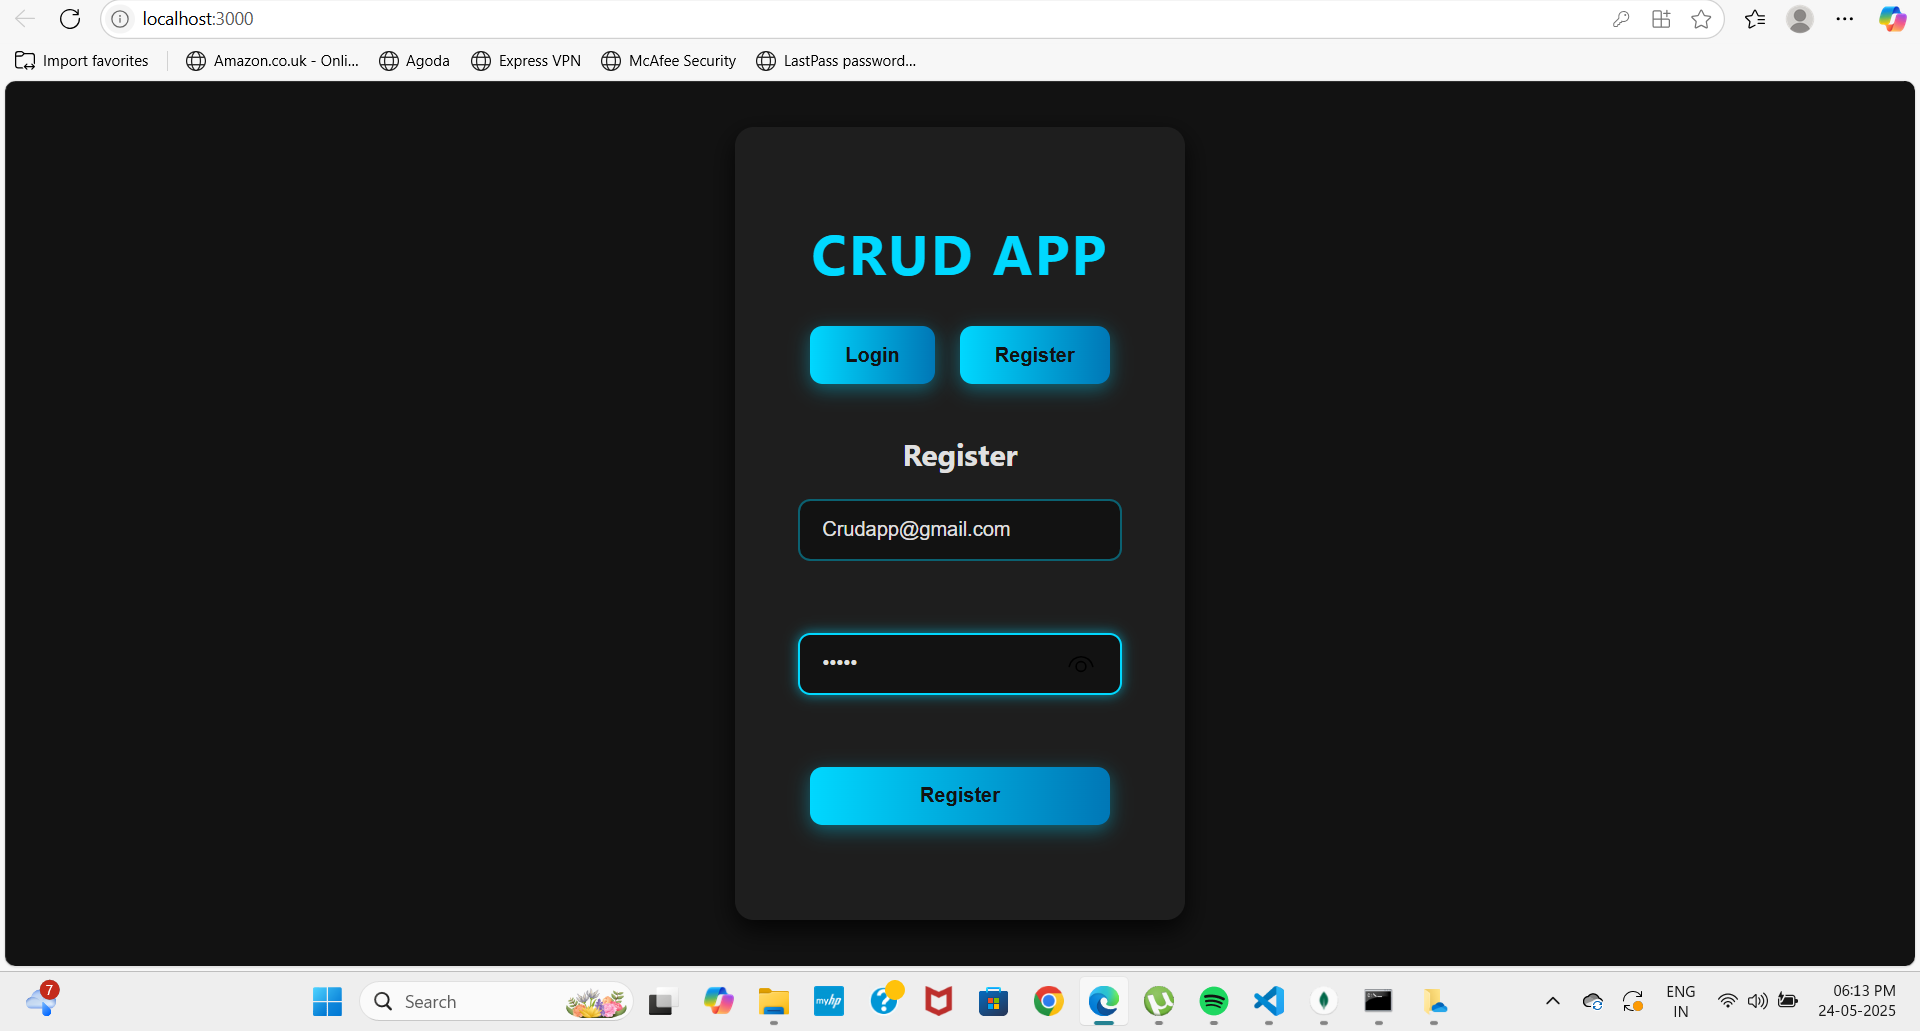 localhost:3000
Import favorites
Amazon.co.uk - Onli...
Agoda
Express VPN
McAfee Security
LastPass password...
CRUD APP
Login
Register
Register
Crudapp@gmail.com
•••••
Register
7
Search
myhp
ENG
IN
06:13 PM
24-05-2025